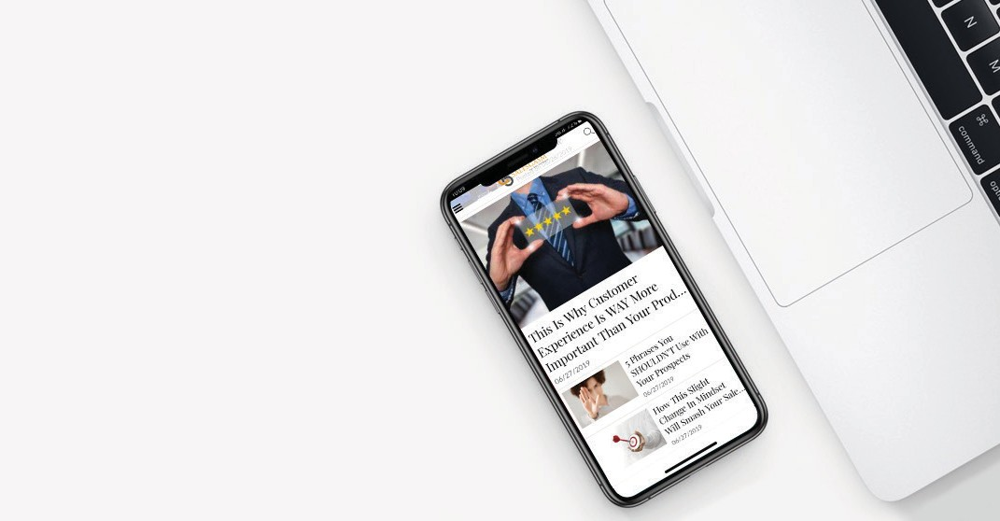 10:09
This Is Why Customer
Experience Is WAY More
Important Than Your Prod...
06/27/2019
5 Phrases You
SHOULDN'T Use With
Your Prospects
06/27/2019
How This Slight
Change In Mindset
Will Smash Your Sale...
06/27/2019
N
M
⌘
command